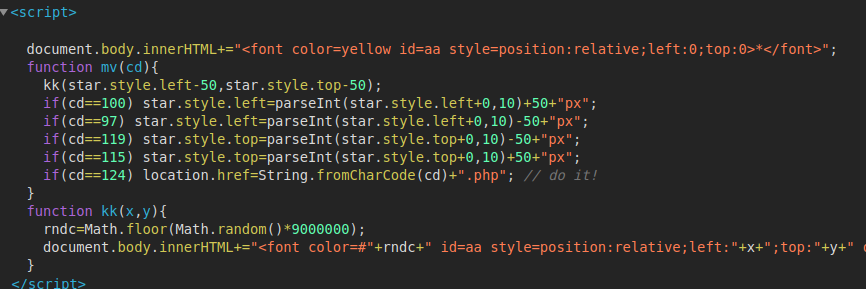 <script>
document.body.innerHTML+="<font color=yellow id=aa style=position:relative;left:0;top:0>*</font>";
function mv(cd){
kk(star.style.left-50,star.style.top-50);
if(cd==100) star.style.left=parseInt(star.style.left+0,10)+50+"px";
if(cd==97) star.style.left=parseInt(star.style.left+0,10)-50+"px";
if(cd==119) star.style.top=parseInt(star.style.top+0,10)-50+"px";
if(cd==115) star.style.top=parseInt(star.style.top+0,10)+50+"px";
if(cd==124) location.href=String.fromCharCode(cd)+".php"; // do it!
}
function kk(x,y){
rndc=Math.floor(Math.random()*9000000);
document.body.innerHTML+="<font color=#"+rndc+" id=aa style=position:relative;left:"+x+";top:"+y+"
}
</script>